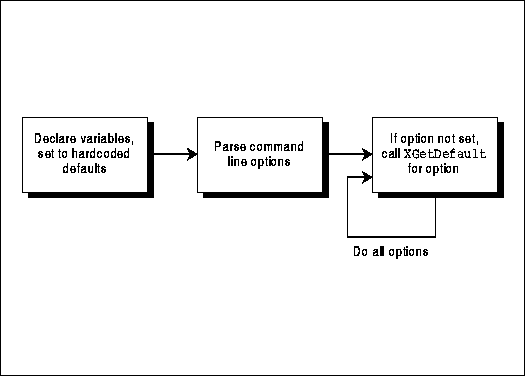 Declare variables,
set to hardcoded
defaults
Parse command
line options
If option not set,
call XGetDefault
for option
Do all options